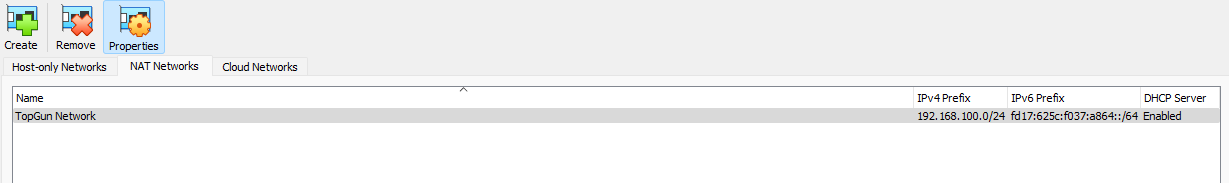 Create Remove Properties
Host-only Networks NAT Networks Cloud Networks
Name IPv4 Prefix IPv6 Prefix DHCP Server
TopGun Network 192.168.100.0/24 fd17:625c:f037:a864::/64 Enabled